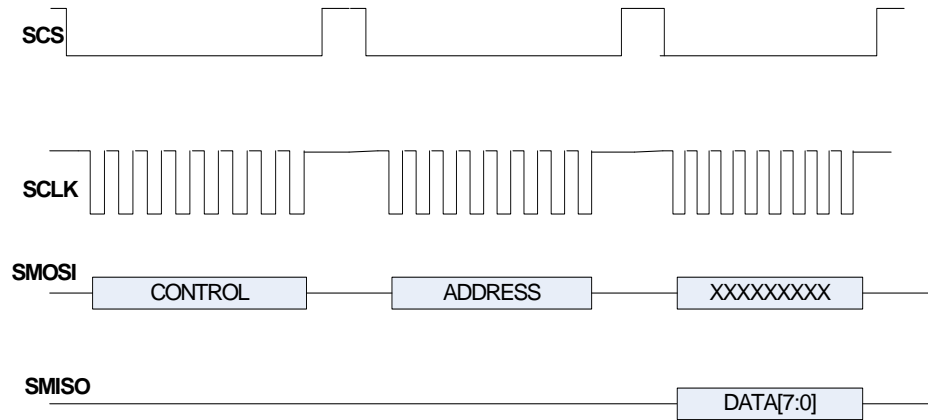 SCS
SCLK
SMOSI
CONTROL
ADDRESS
XXXXXXXXX
SMISO
DATA[7:0]